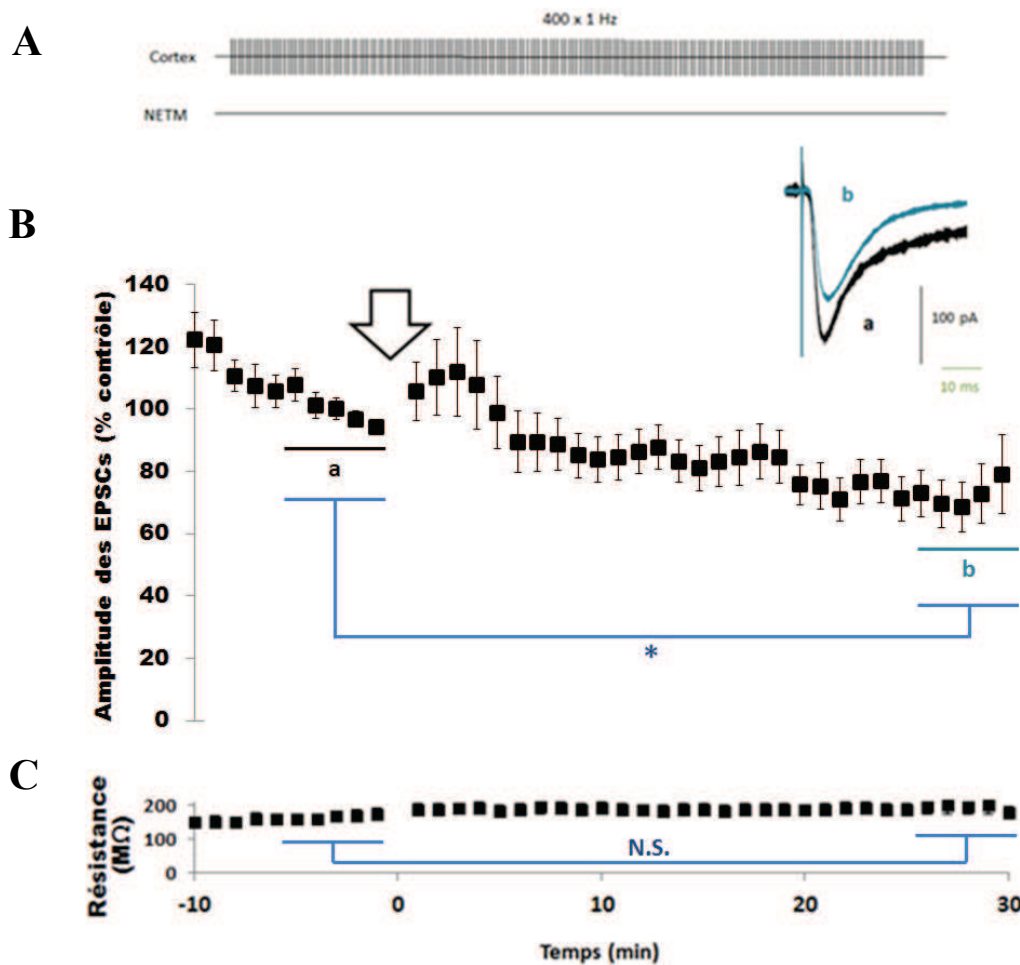 A
400 x 1 Hz
Cortex
NETM
B
b
a
100 pA
10 ms
Amplitude des EPSCs (% contrôle)
140
120
100
80
60
40
20
0
a
b
*
C
Résistance
(MΩ)
200
100
0
N.S.
-10
0
10
20
30
Temps (min)